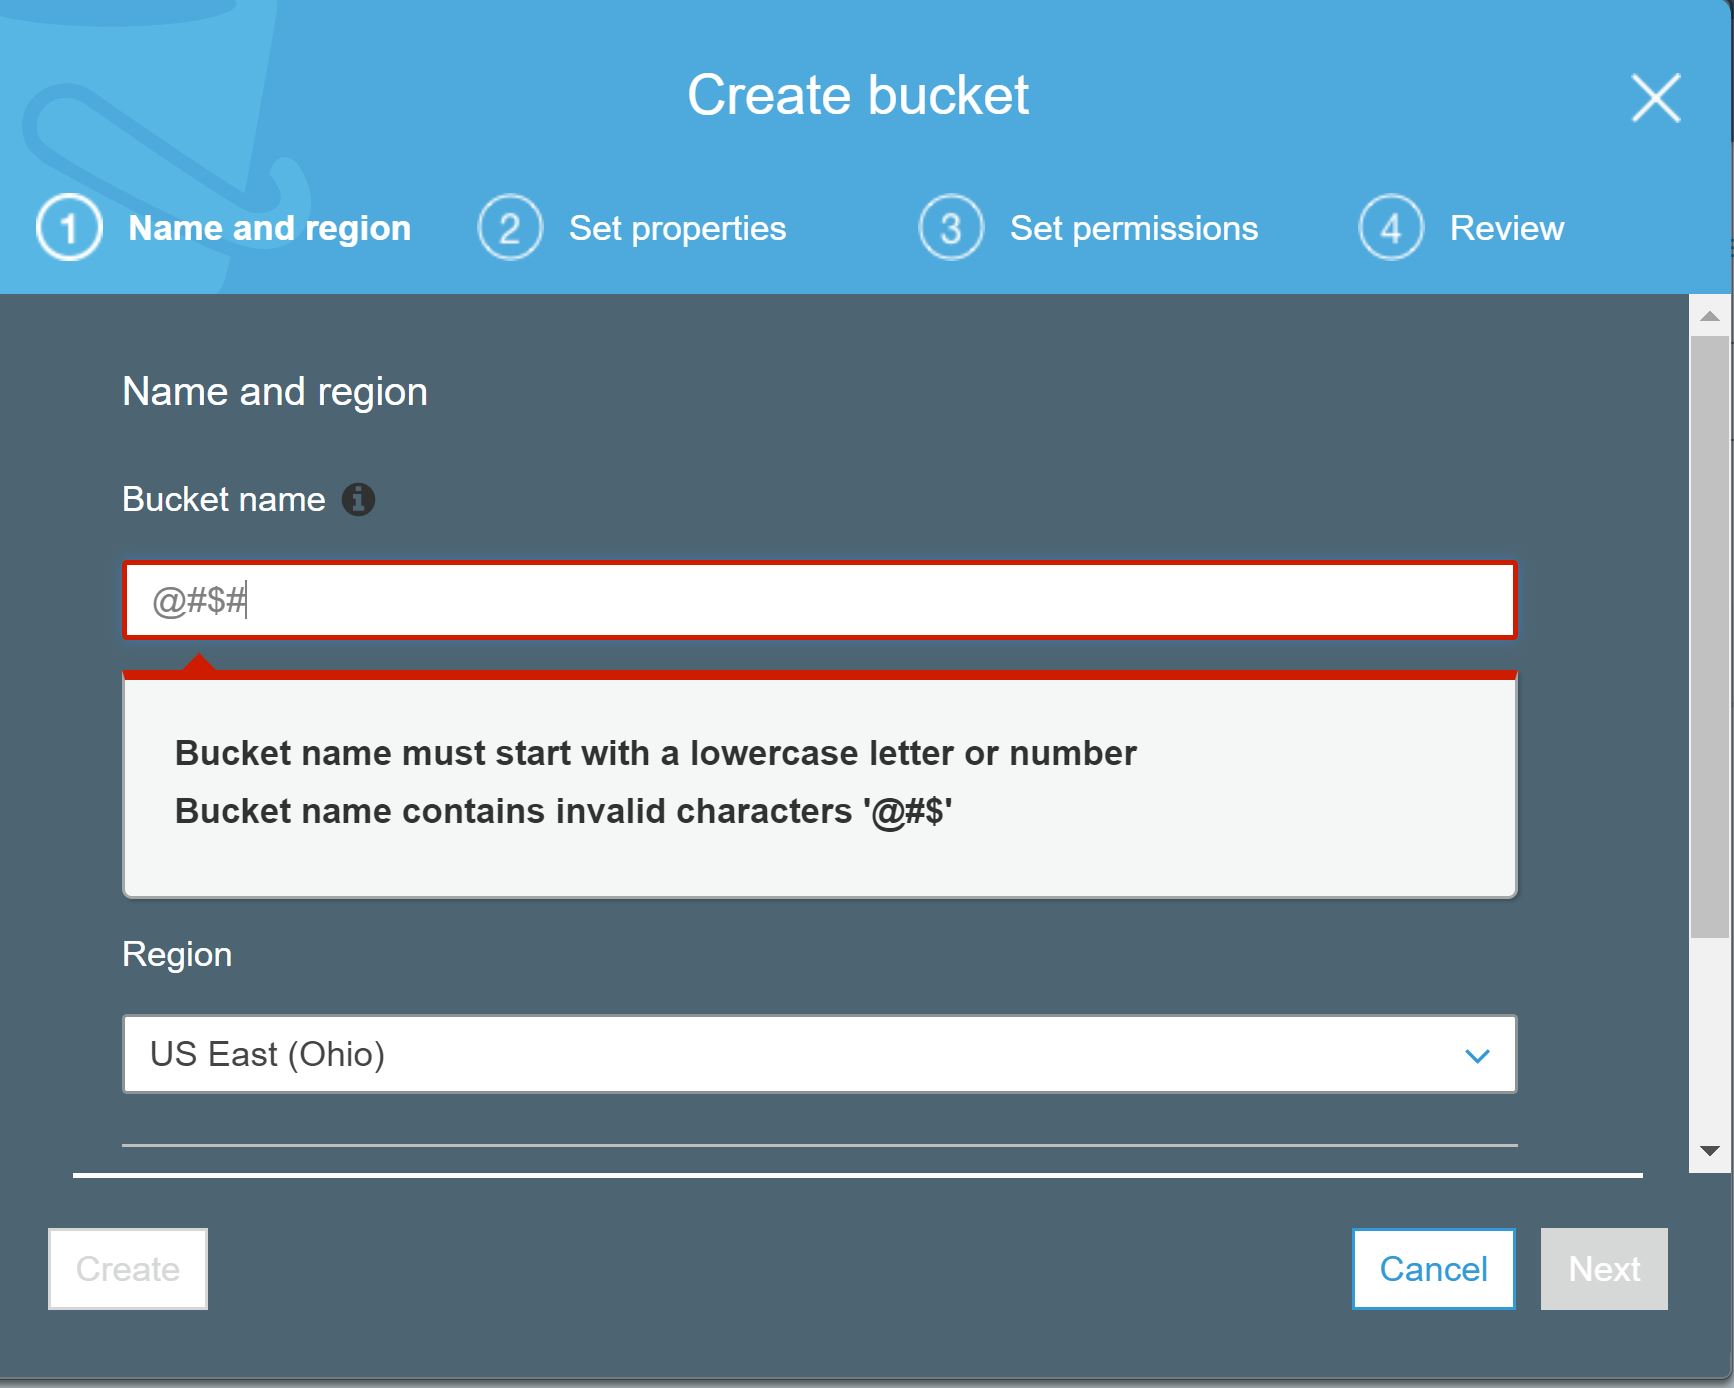 Create bucket
1 Name and region 2 Set properties 3 Set permissions 4 Review
Name and region
Bucket name i
@#$#
Bucket name must start with a lowercase letter or number
Bucket name contains invalid characters '@#$'
Region
US East (Ohio)
Create Cancel Next